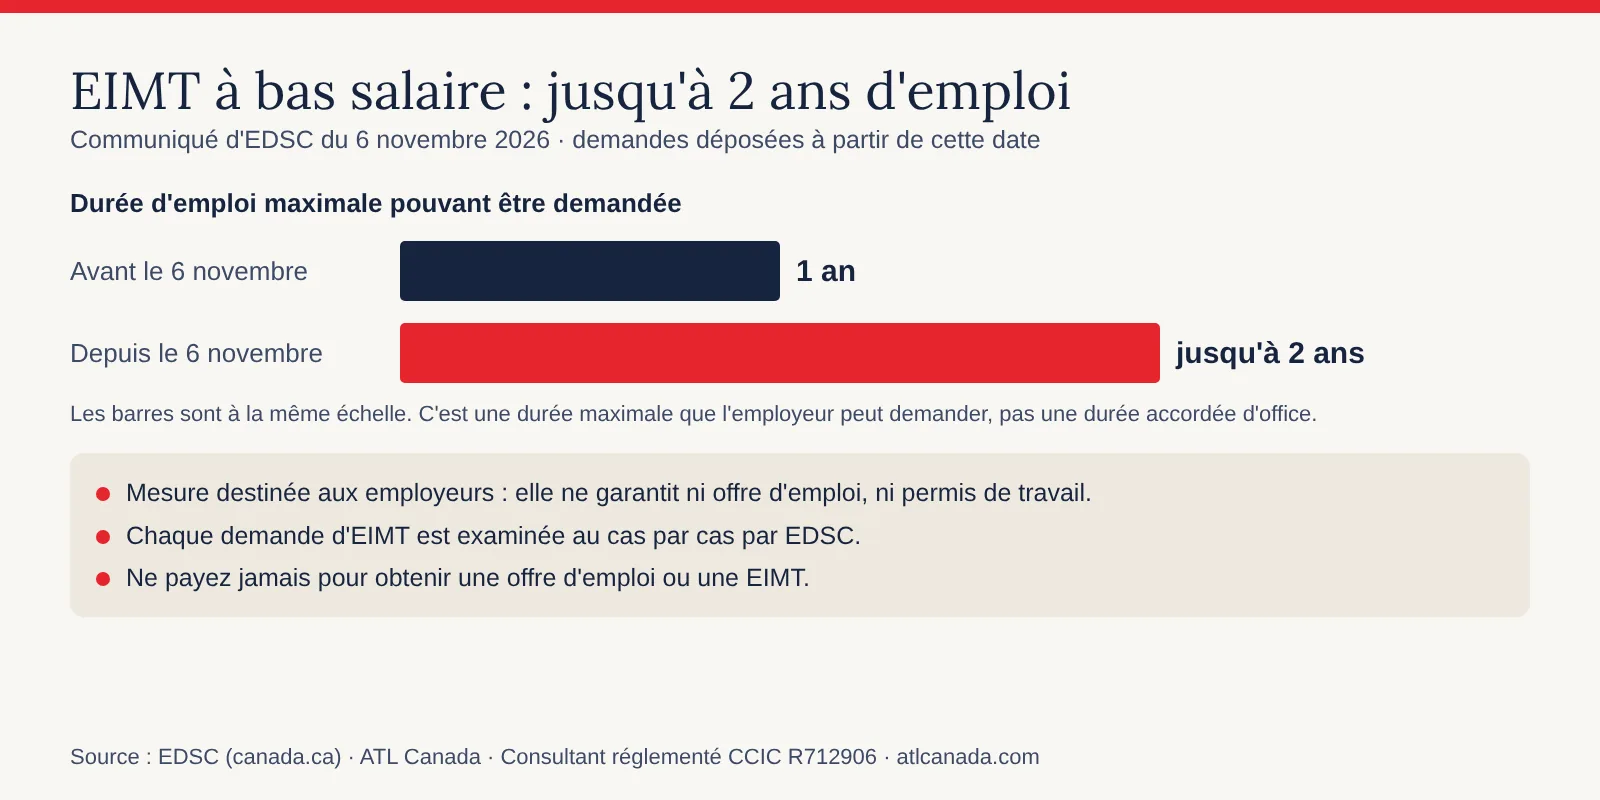 EIMT à bas salaire : jusqu'à 2 ans d'emploi
Communiqué d'EDSC du 6 novembre 2026 · demandes déposées à partir de cette date
Durée d'emploi maximale pouvant être demandée
Avant le 6 novembre 1 an
Depuis le 6 novembre jusqu'à 2 ans
Les barres sont à la même échelle. C'est une durée maximale que l'employeur peut demander, pas une durée accordée d'office.
Mesure destinée aux employeurs : elle ne garantit ni offre d'emploi, ni permis de travail.
Chaque demande d'EIMT est examinée au cas par cas par EDSC.
Ne payez jamais pour obtenir une offre d'emploi ou une EIMT.
Source : EDSC (canada.ca) · ATL Canada · Consultant réglementé CCIC R712906 · atlcanada.com